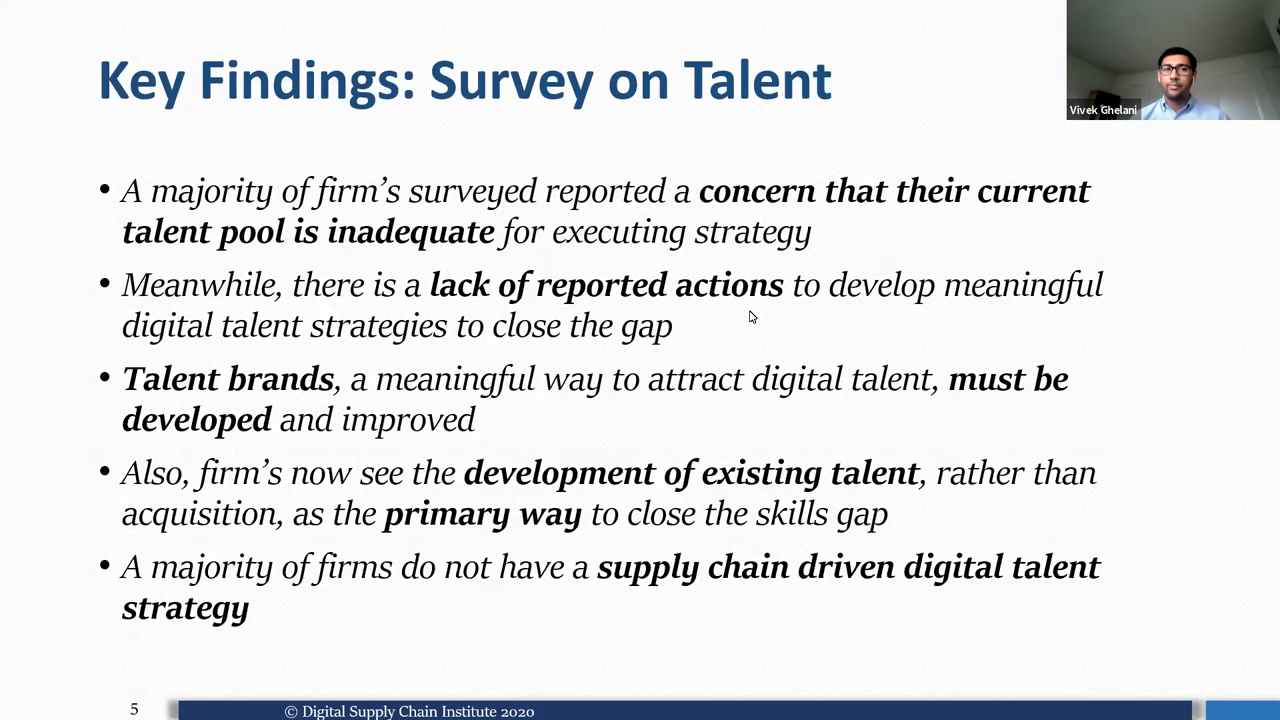 Key Findings: Survey on Talent
Vivek Ghelani
• A majority of firm’s surveyed reported a concern that their current
talent pool is inadequate for executing strategy
• Meanwhile, there is a lack of reported actions to develop meaningful
digital talent strategies to close the gap
• Talent brands, a meaningful way to attract digital talent, must be
developed and improved
• Also, firm’s now see the development of existing talent, rather than
acquisition, as the primary way to close the skills gap
• A majority of firms do not have a supply chain driven digital talent
strategy
5
© Digital Supply Chain Institute 2020